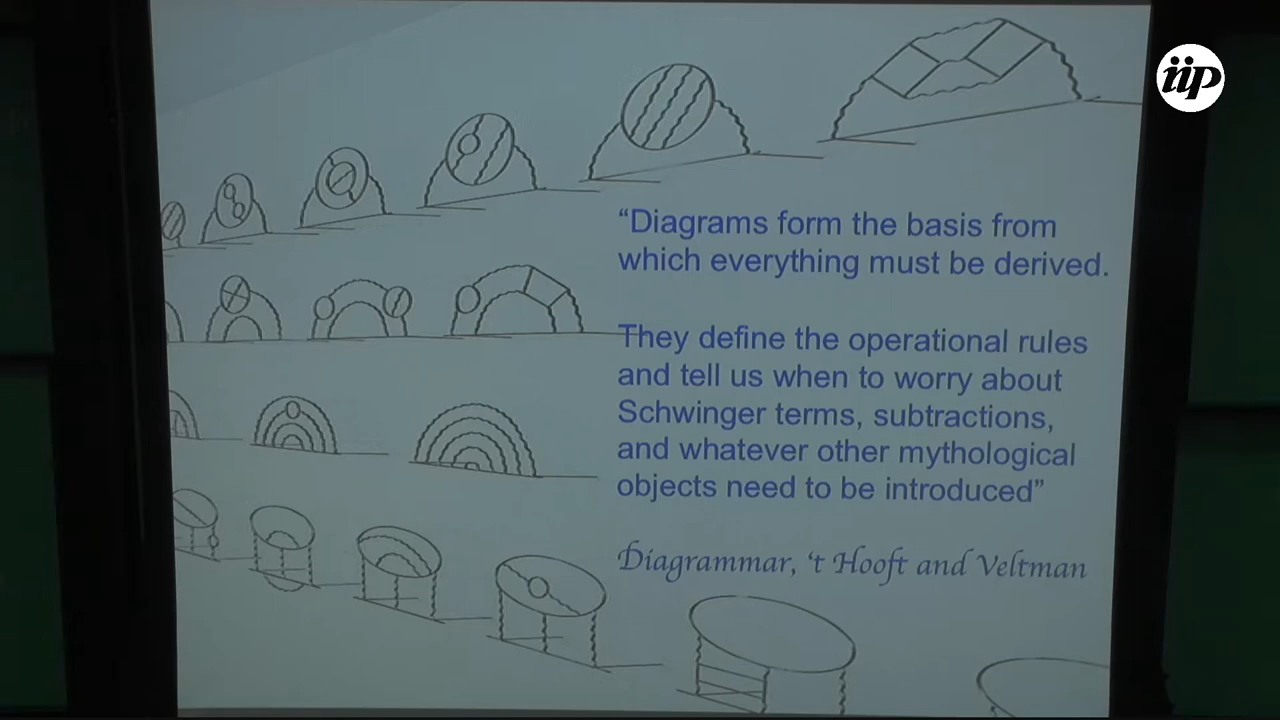 iip
“Diagrams form the basis from
which everything must be derived.
They define the operational rules
and tell us when to worry about
Schwinger terms, subtractions,
and whatever other mythological
objects need to be introduced”
Diagrammar, ‘t Hooft and Veltman